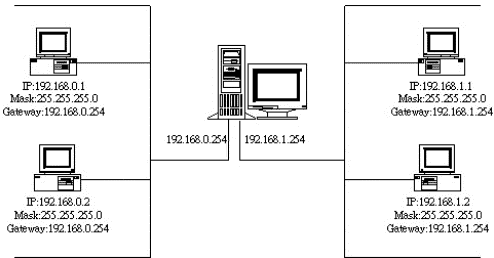 IP:192.168.0.1
Mask:255.255.255.0
Gateway:192.168.0.254
IP:192.168.1.1
Mask:255.255.255.0
Gateway:192.168.1.254
192.168.0.254
192.168.1.254
IP:192.168.0.2
Mask:255.255.255.0
Gateway:192.168.0.254
IP:192.168.1.2
Mask:255.255.255.0
Gateway:192.168.1.254